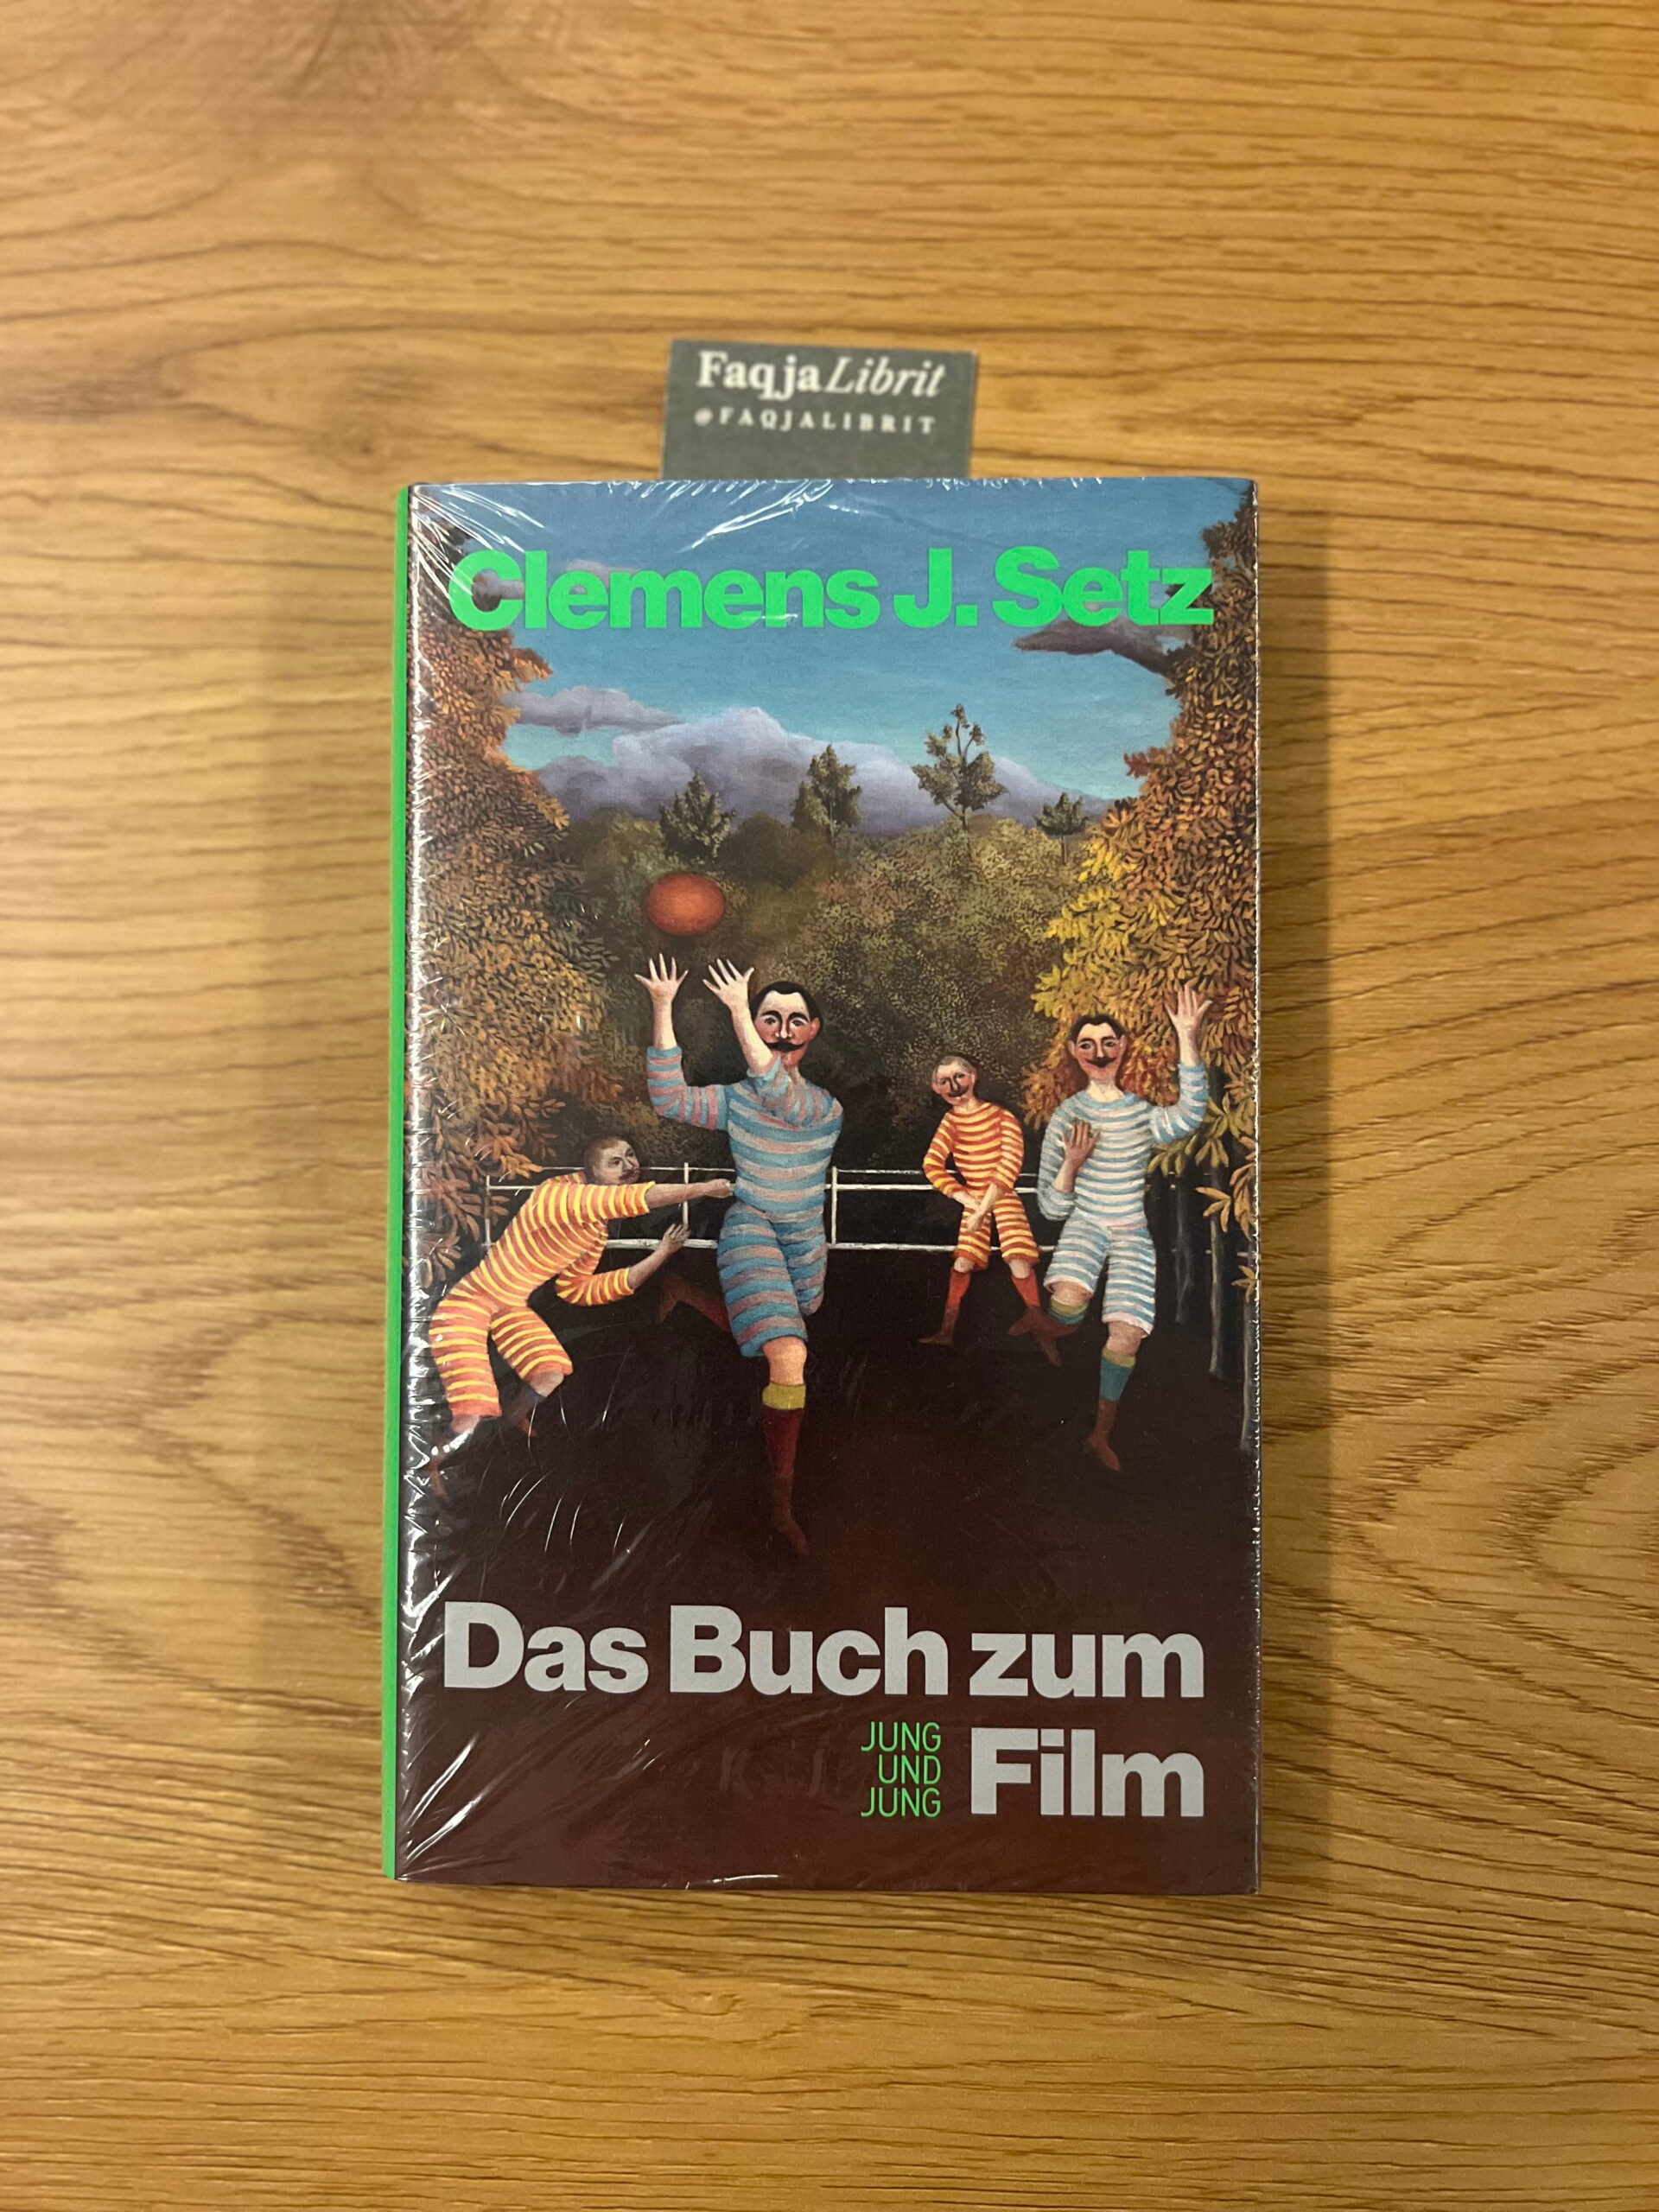 FaqjaLibrit
@FAQJALIBRIT
Clemens J. Setz
Das Buch zum
Film
JUNG
UND
JUNG